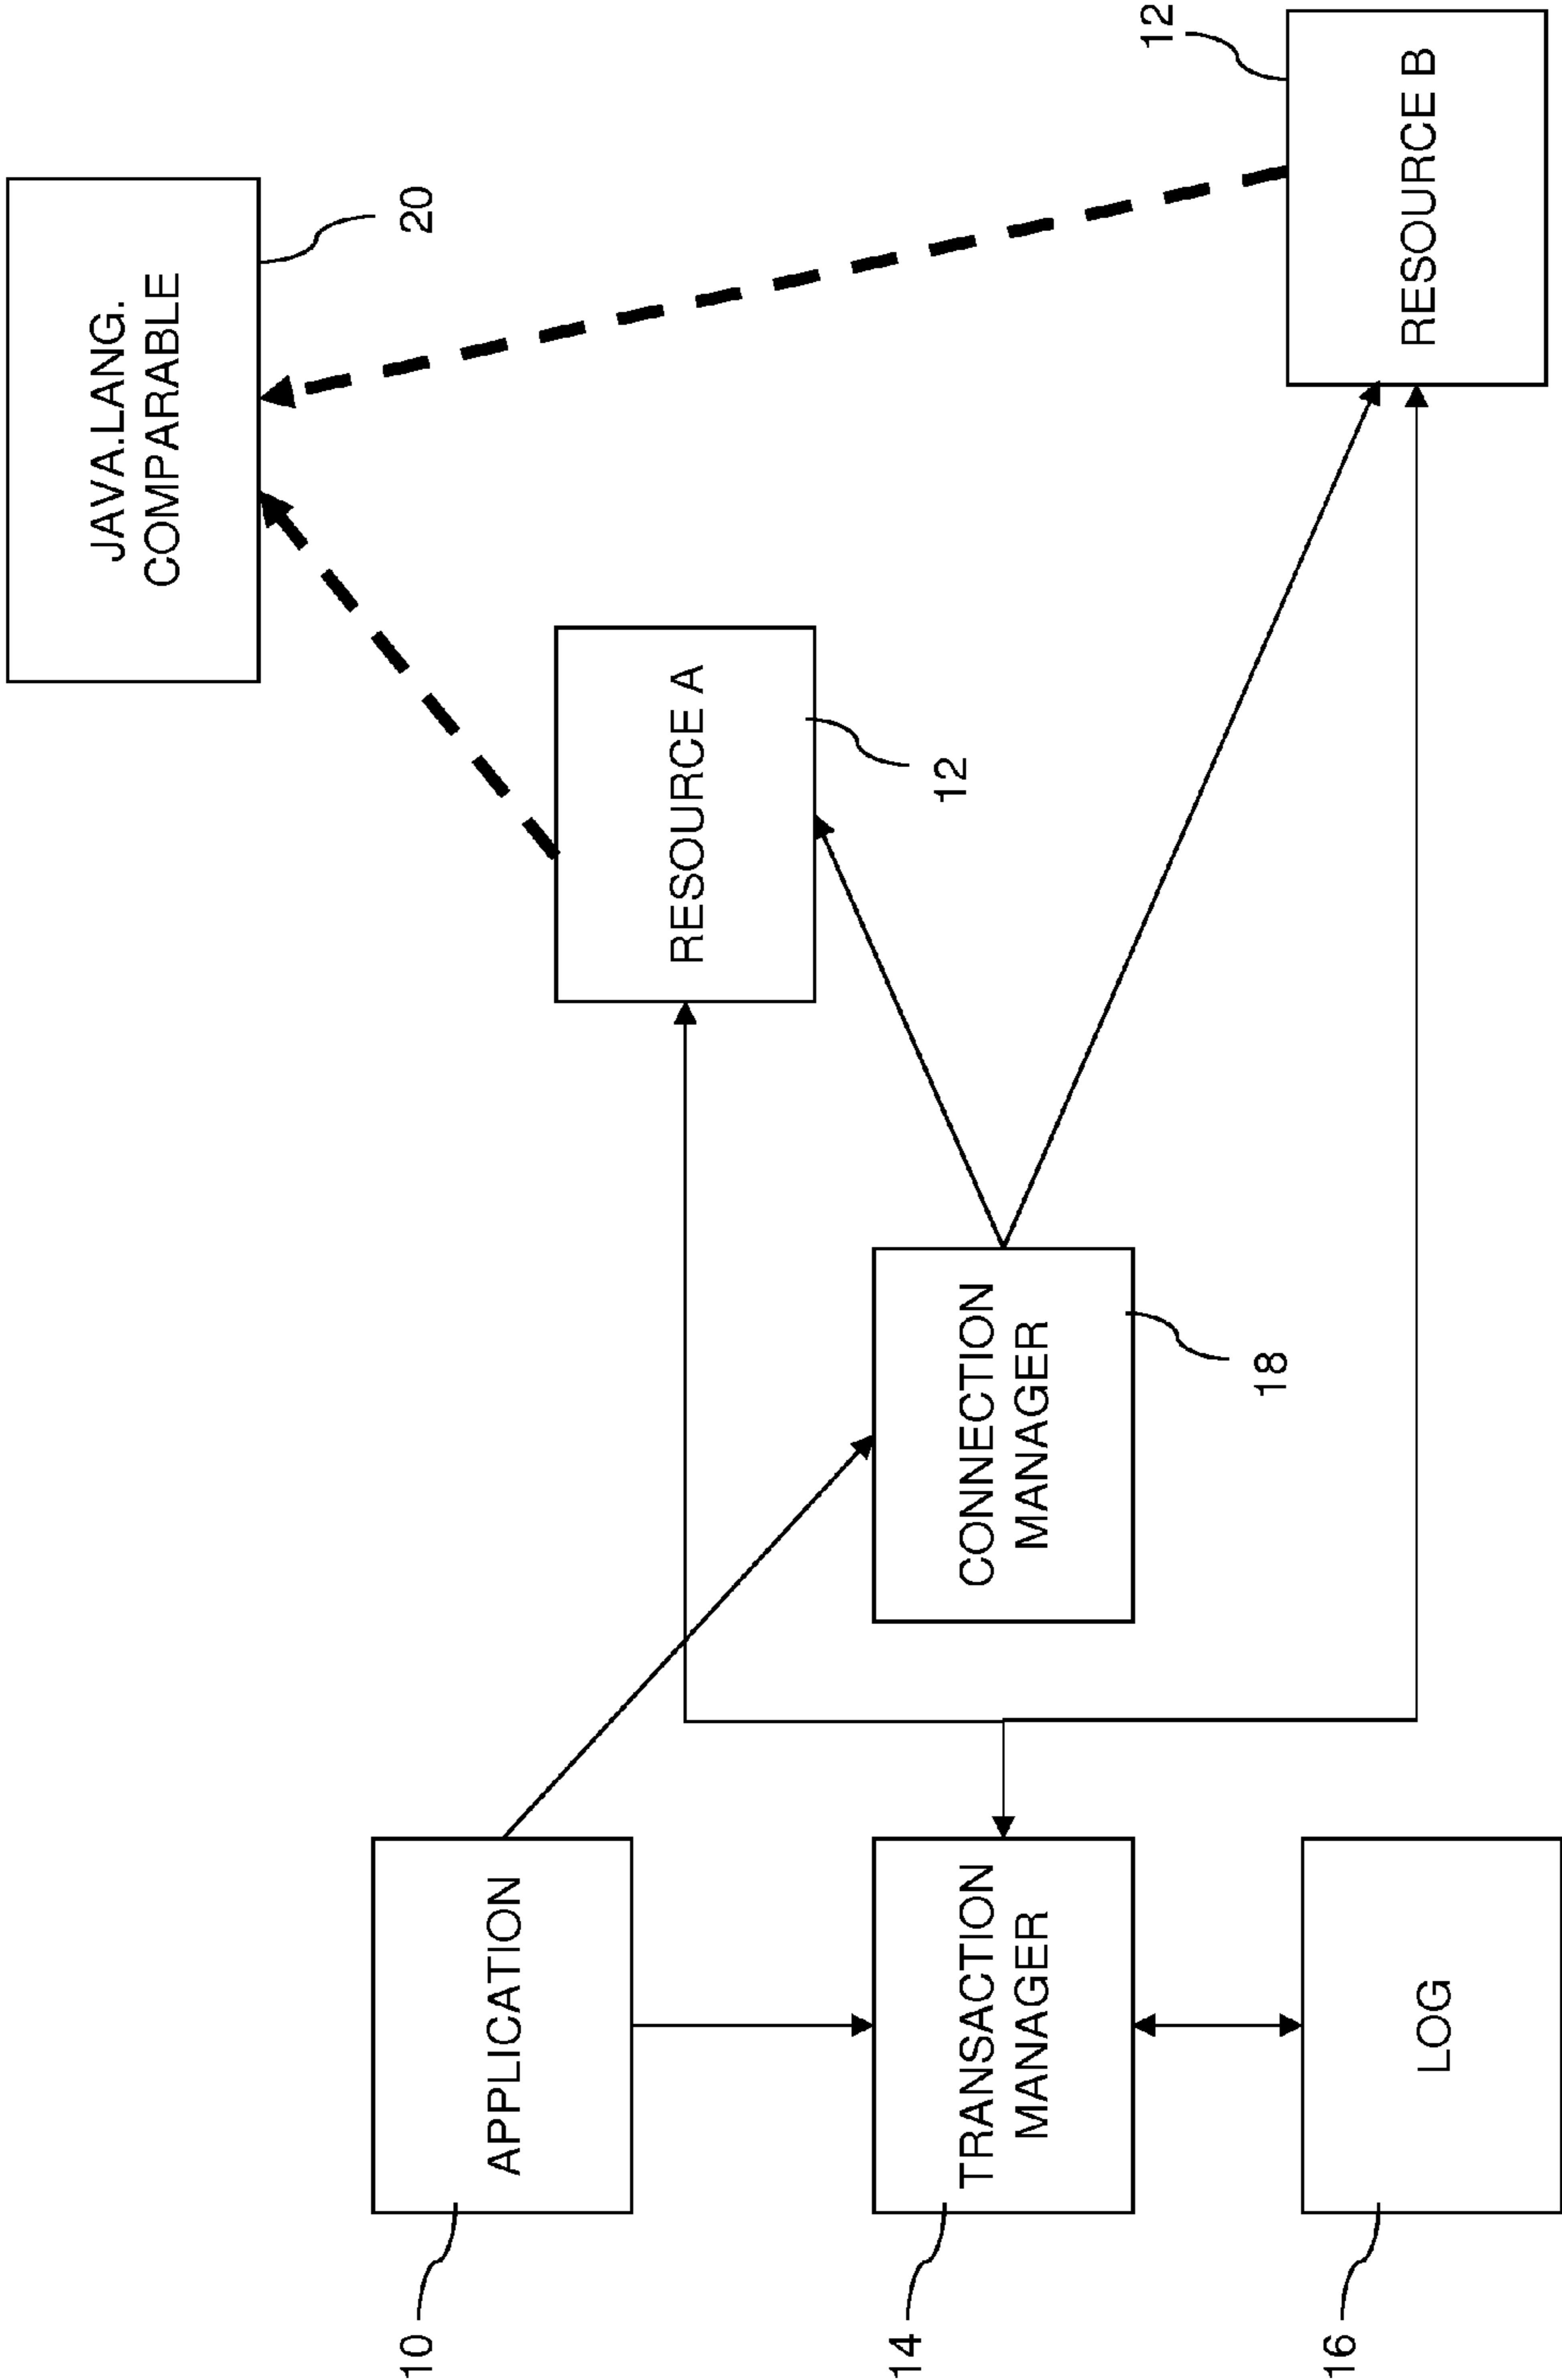 JAVA.LANG.
COMPARABLE
20
10
APPLICATION
RESOURCE A
12
14
TRANSACTION
MANAGER
CONNECTION
MANAGER
18
12
16
LOG
RESOURCE B